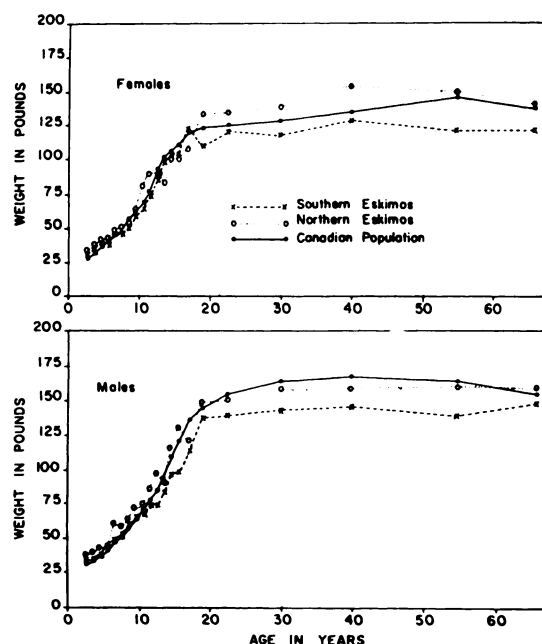 200
175
150
125
100
75
50
25
0
WEIGHT IN POUNDS
Females
Southern Eskimos
Northern Eskimos
Canadian Population
0 10 20 30 40 50 60
200
175
150
125
100
75
50
25
0
WEIGHT IN POUNDS
Males
0 10 20 30 40 50 60
AGE IN YEARS